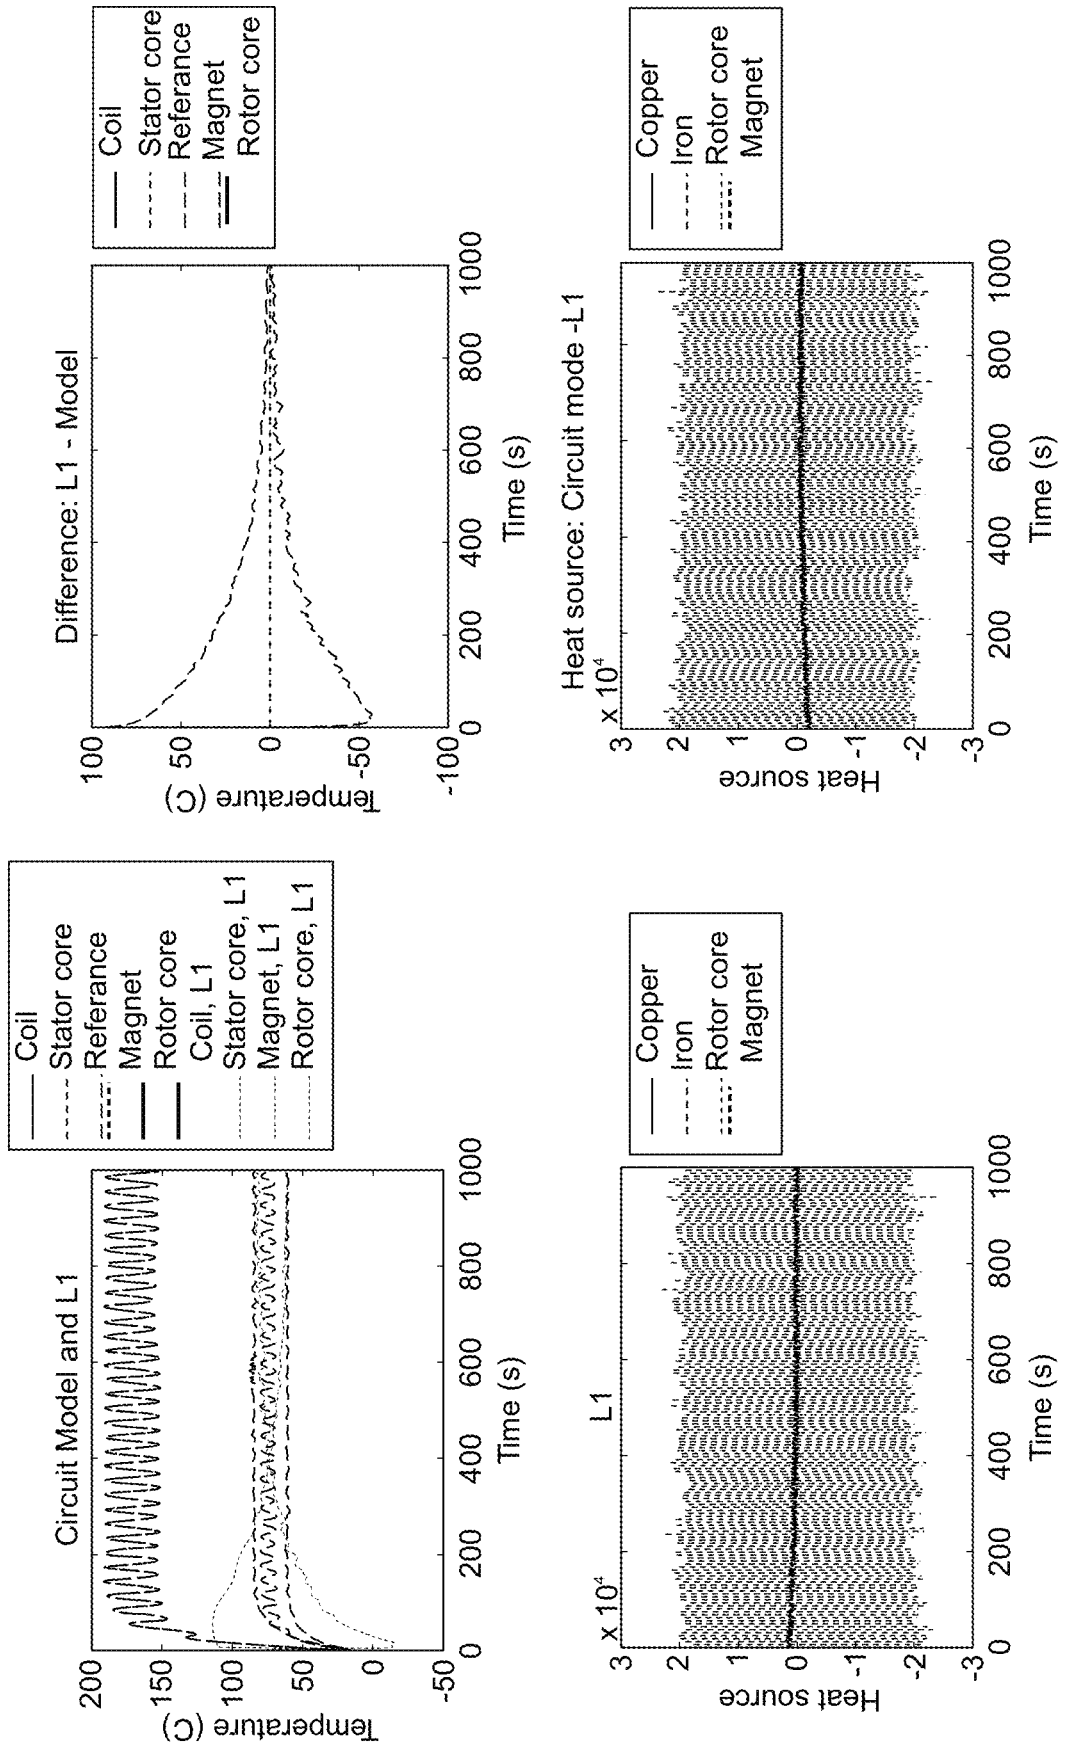 Circuit Model and L1
200
150
100
50
0
-50
Temperature (C)
0
200
400
600
800
1000
Time (s)
Coil
Stator core
Referance
Magnet
Rotor core
Coil, L1
Stator core, L1
Magnet, L1
Rotor core, L1
Difference: L1 - Model
100
50
0
-50
-100
Temperature (C)
0
200
400
600
800
1000
Time (s)
Coil
Stator core
Referance
Magnet
Rotor core
L1
x 10⁴
3
2
1
0
-1
-2
-3
Heat source
0
200
400
600
800
1000
Time (s)
Copper
Iron
Rotor core
Magnet
Heat source: Circuit mode -L1
x 10⁴
3
2
1
0
-1
-2
-3
Heat source
0
200
400
600
800
1000
Time (s)
Copper
Iron
Rotor core
Magnet